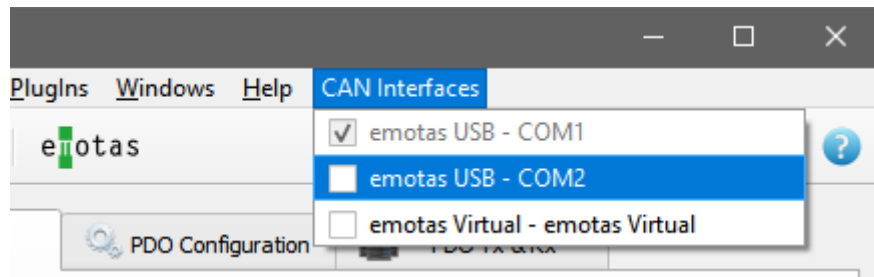 PlugIns Windows Help CAN Interfaces
emotas USB - COM1
emotas
emotas USB - COM2
emotas Virtual - emotas Virtual
PDO Configuration